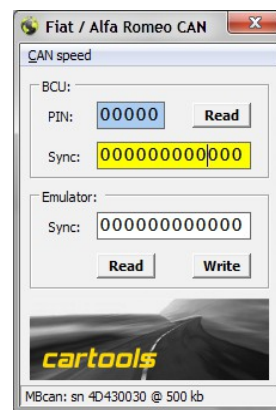 Fiat / Alfa Romeo CAN
CAN speed
BCU:
PIN: 00000 Read
Sync: 000000000000
Emulator:
Sync: 000000000000
Read Write
cartools
MBcan: sn 4D430030 @ 500 kb